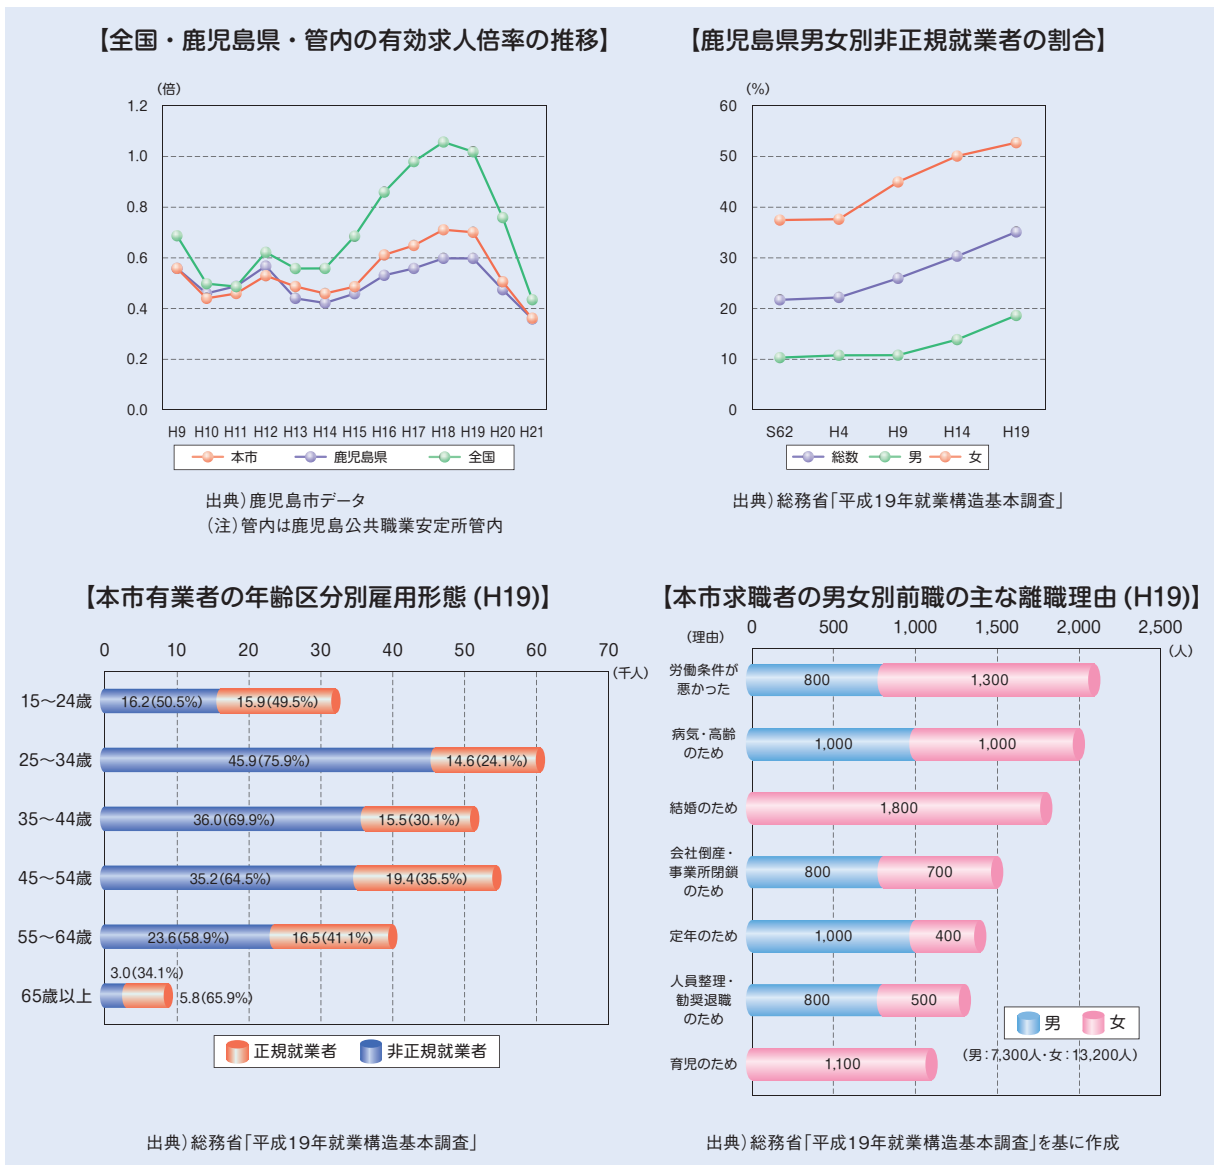 【全国・鹿児島県・管内の有効求人倍率の推移】
(倍)
1.2
1.0
0.8
0.6
0.4
0.2
0.0
H9 H10 H11 H12 H13 H14 H15 H16 H17 H18 H19 H20 H21
本市 鹿児島県 全国
出典）鹿児島市データ
（注）管内は鹿児島公共職業安定所管内
【鹿児島県男女別非正規就業者の割合】
(%)
60
50
40
30
20
10
0
S62 H4 H9 H14 H19
総数 男 女
出典）総務省「平成19年就業構造基本調査」
【本市有業者の年齢区分別雇用形態 (H19)】
0 10 20 30 40 50 60 70
(千人)
15〜24歳 16.2(50.5%) 15.9(49.5%)
25〜34歳 45.9(75.9%) 14.6(24.1%)
35〜44歳 36.0(69.9%) 15.5(30.1%)
45〜54歳 35.2(64.5%) 19.4(35.5%)
55〜64歳 23.6(58.9%) 16.5(41.1%)
3.0(34.1%)
65歳以上 5.8(65.9%)
正規就業者 非正規就業者
出典）総務省「平成19年就業構造基本調査」
【本市求職者の男女別前職の主な離職理由 (H19)】
0 500 1,000 1,500 2,000 2,500
(理由)
(人)
労働条件が
悪かった
800 1,300
病気・高齢
のため
1,000 1,000
結婚のため 1,800
会社倒産・
事業所閉鎖
のため
800 700
定年のため 1,000 400
人員整理・
勧奨退職
のため
800 500
育児のため 1,100
男 女
(男：7,300人・女：13,200人)
出典）総務省「平成19年就業構造基本調査」を基に作成